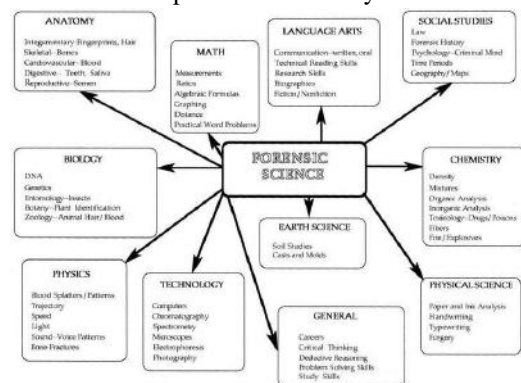 ANATOMY
Integumentary-Fingerprints, Hair
Skeletal--Bones
Cardiovascular-Blood
Digestive-- Teeth, Saliva
Reproductive-Semen
MATH
Measurements
Ratios
Algebraic Formulas
Graphing
Distance
Practical Word Problems
LANGUAGE ARTS
Communication--written, oral
Technical Reading Skills
Research Skills
Biographies
Fiction/Nonfiction
SOCIAL STUDIES
Law
Forensic History
Psychology-Criminal Mind
Time Periods
Geography/Maps
BIOLOGY
DNA
Genetics
Entomology--Insects
Botany--Plant Identification
Zoology--Animal Hair/Blood
FORENSIC
SCIENCE
CHEMISTRY
Density
Mixtures
Organic Analysis
Inorganic Analysis
Toxicology-Drugs/Poisons
Fibers
Fire/Explosives
EARTH SCIENCE
Soil Studies
Casts and Molds
PHYSICS
Blood Splatters/Patterns
Trajectory
Speed
Light
Sound--Voice Patterns
Bone Fractures
TECHNOLOGY
Computers
Chromatography
Spectrometry
Microscopes
Electrophoresis
Photography
GENERAL
Careers
Critical Thinking
Deductive Reasoning
Problem Solving Skills
Study Skills
PHYSICAL SCIENCE
Paper and Ink Analysis
Handwriting
Typewriting
Forgery